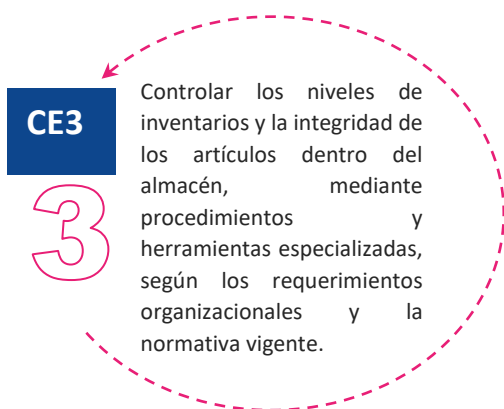 CE3
3
Controlar los niveles de
inventarios y la integridad de
los artículos dentro del
almacén, mediante
procedimientos y
herramientas especializadas,
según los requerimientos
organizacionales y la
normativa vigente.